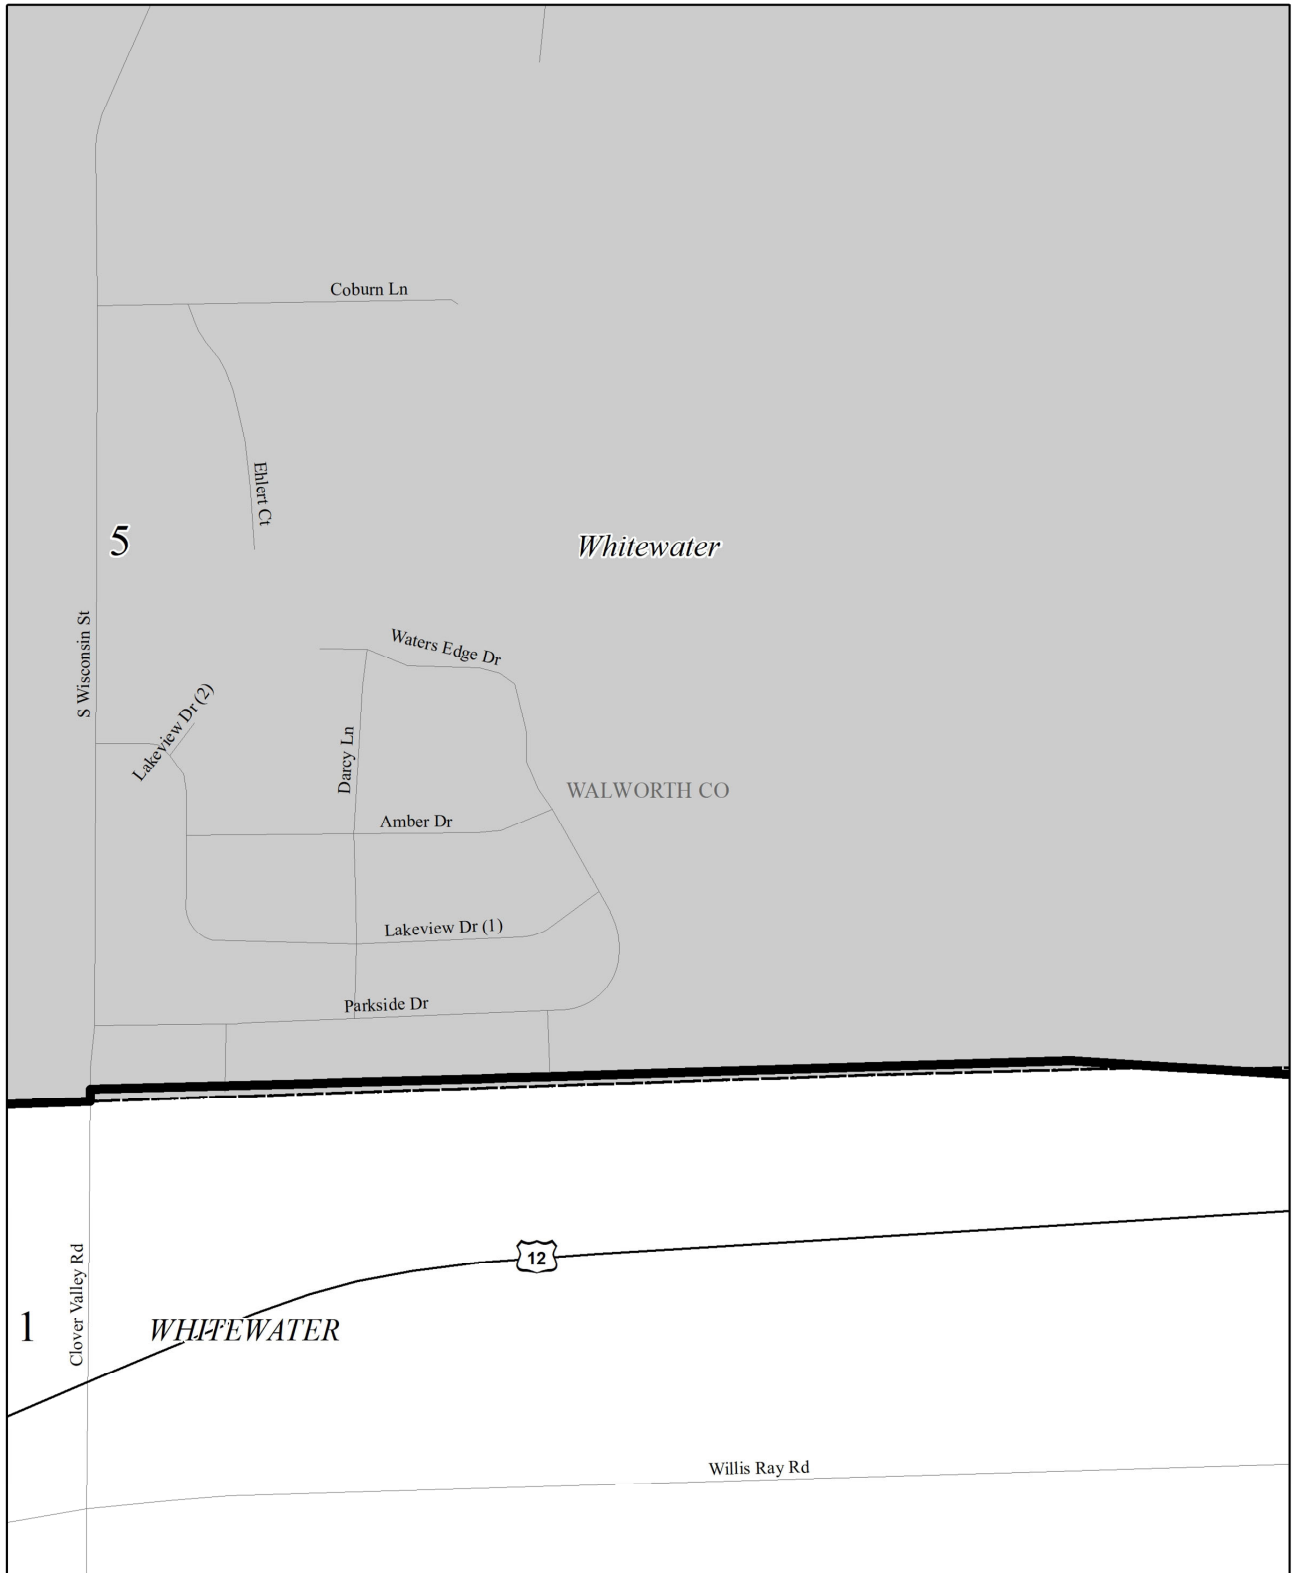 Coburn Ln
Ehlert Ct
5
Whitewater
S Wisconsin St
Waters Edge Dr
Lakeview Dr (2)
Darcy Ln
WALWORTH CO
Amber Dr
Lakeview Dr (1)
Parkside Dr
12
Clover Valley Rd
1
WHITEWATER
Willis Ray Rd